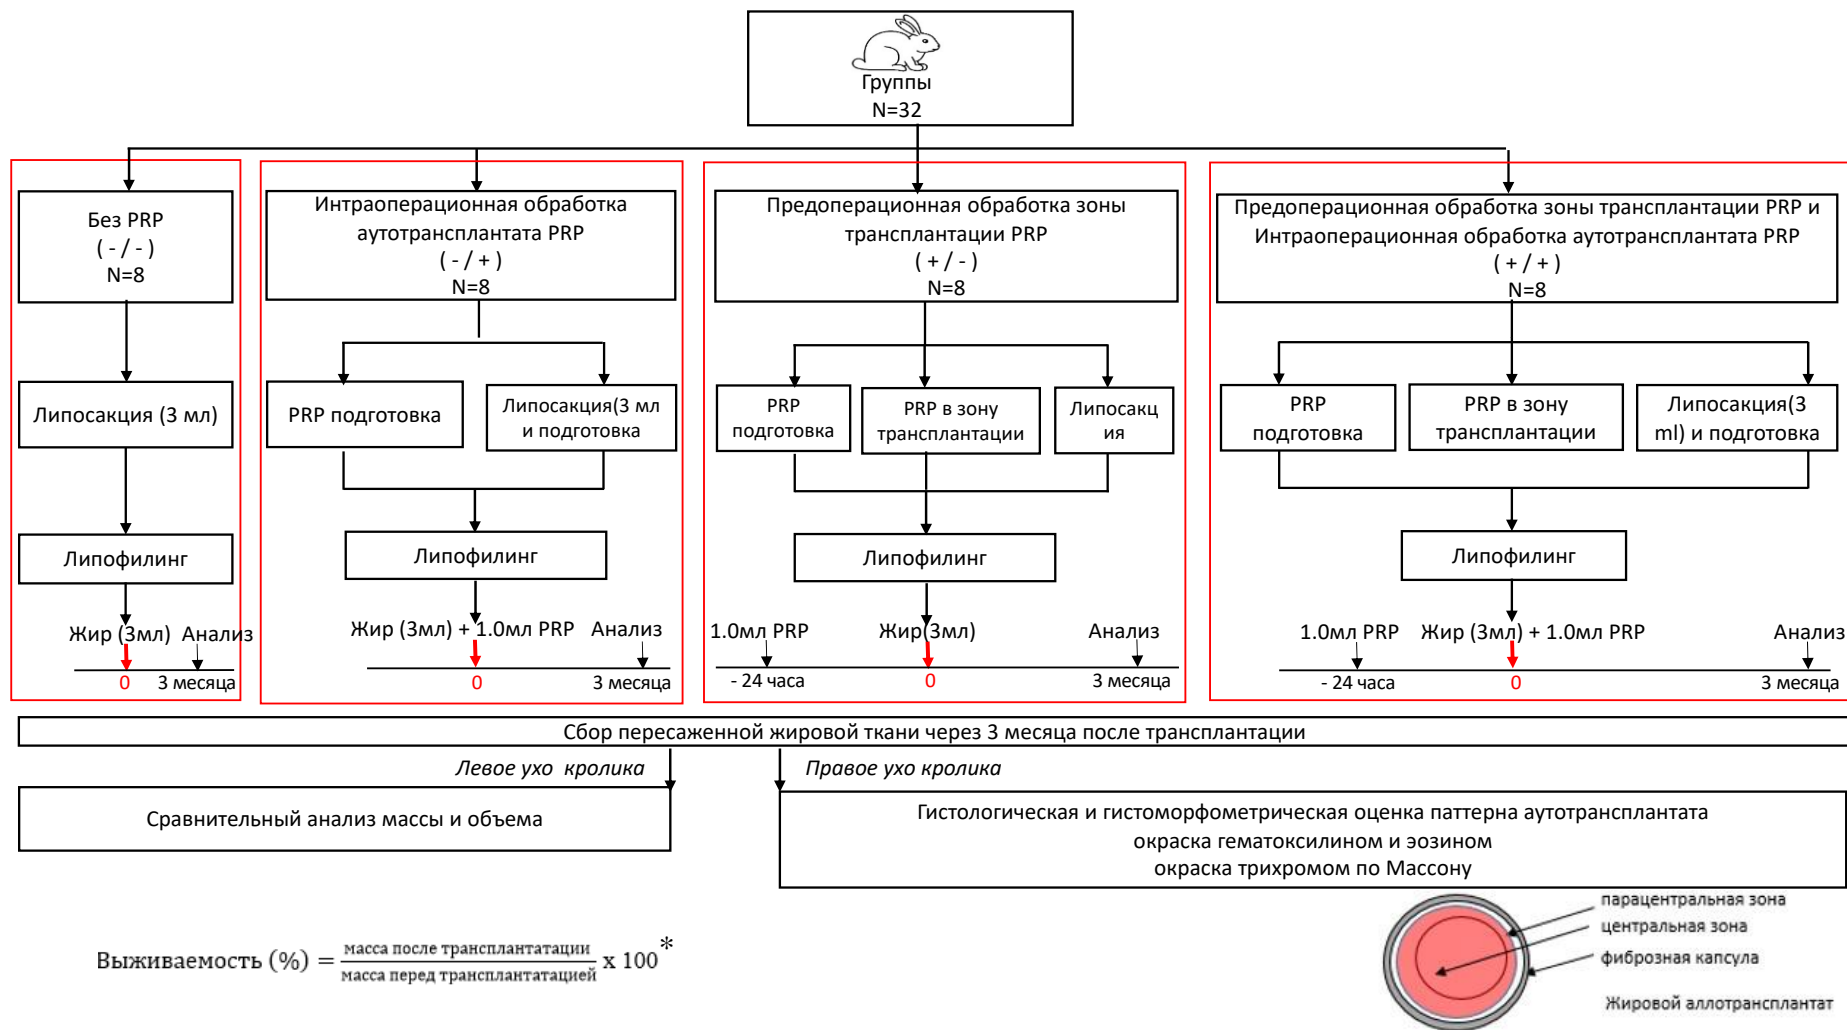 Группы
N=32
Без PRP
( - / - )
N=8
Липосакция (3 мл)
Липофилинг
Жир (3мл) Анализ
0 3 месяца
Интраоперационная обработка
аутотрансплантата PRP
( - / + )
N=8
PRP подготовка
Липосакция(3 мл
и подготовка
Липофилинг
Жир (3мл) + 1.0мл PRP Анализ
0 3 месяца
Предоперационная обработка зоны
трансплантации PRP
( + / - )
N=8
PRP
подготовка
PRP в зону
трансплантации
Липосакц
ия
Липофилинг
1.0мл PRP Жир(3мл) Анализ
- 24 часа 0 3 месяца
Предоперационная обработка зоны трансплантации PRP и
Интраоперационная обработка аутотрансплантата PRP
( + / + )
N=8
PRP
подготовка
PRP в зону
трансплантации
Липосакция(3
ml) и подготовка
Липофилинг
1.0мл PRP Жир (3мл) + 1.0мл PRP Анализ
- 24 часа 0 3 месяца
Сбор пересаженной жировой ткани через 3 месяца после трансплантации
Левое ухо кролика
Правое ухо кролика
Сравнительный анализ массы и объема
Гистологическая и гистоморфометрическая оценка паттерна аутотрансплантата
окраска гематоксилином и эозином
окраска трихромом по Массону
Выживаемость (%) = масса после трансплантатации / масса перед трансплантатацией x 100*
парацентральная зона
центральная зона
фиброзная капсула
Жировой аллотрансплантат